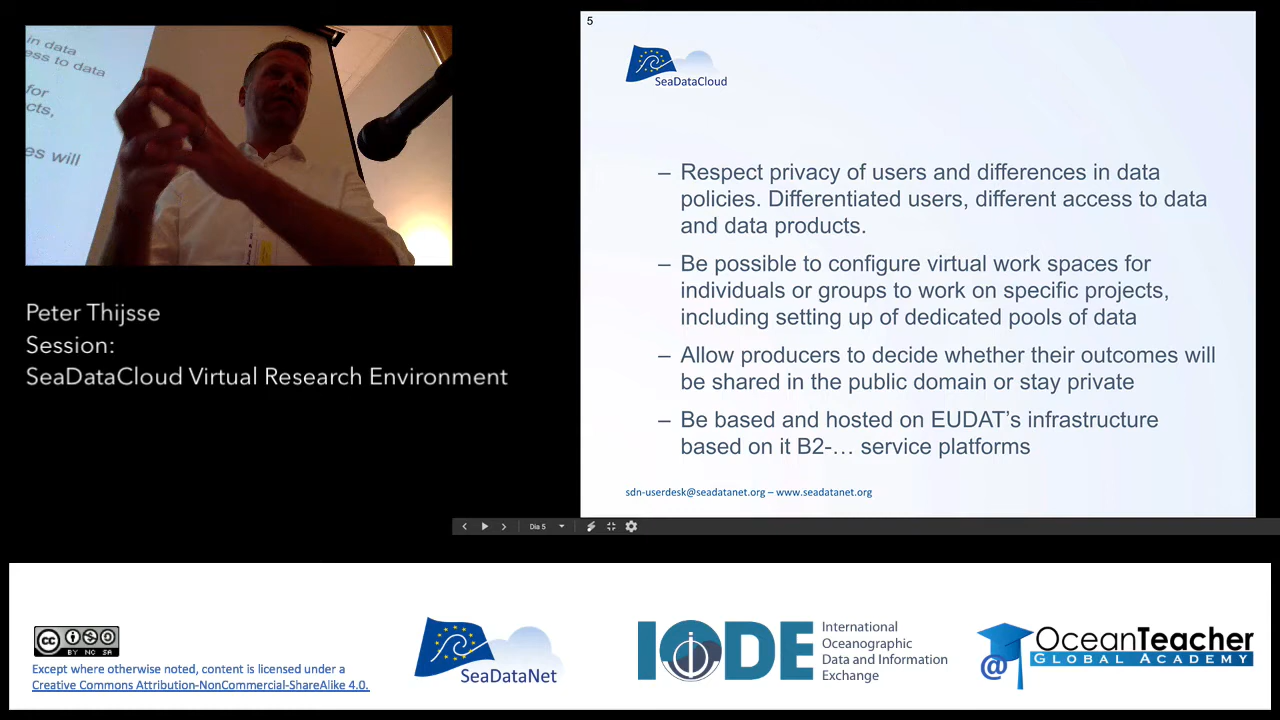 in data
ess to data
for
cts,
es will
Peter Thijsse
Session:
SeaDataCloud Virtual Research Environment
5
SeaDataCloud
– Respect privacy of users and differences in data
policies. Differentiated users, different access to data
and data products.
– Be possible to configure virtual work spaces for
individuals or groups to work on specific projects,
including setting up of dedicated pools of data
– Allow producers to decide whether their outcomes will
be shared in the public domain or stay private
– Be based and hosted on EUDAT’s infrastructure
based on it B2-… service platforms
sdn-userdesk@seadatanet.org – www.seadatanet.org
Dia 5
cc
BY NC SA
Except where otherwise noted, content is licensed under a
Creative Commons Attribution-NonCommercial-ShareAlike 4.0.
SeaDataNet
IODE
International
Oceanographic
Data and Information
Exchange
@
OceanTeacher
GLOBAL ACADEMY